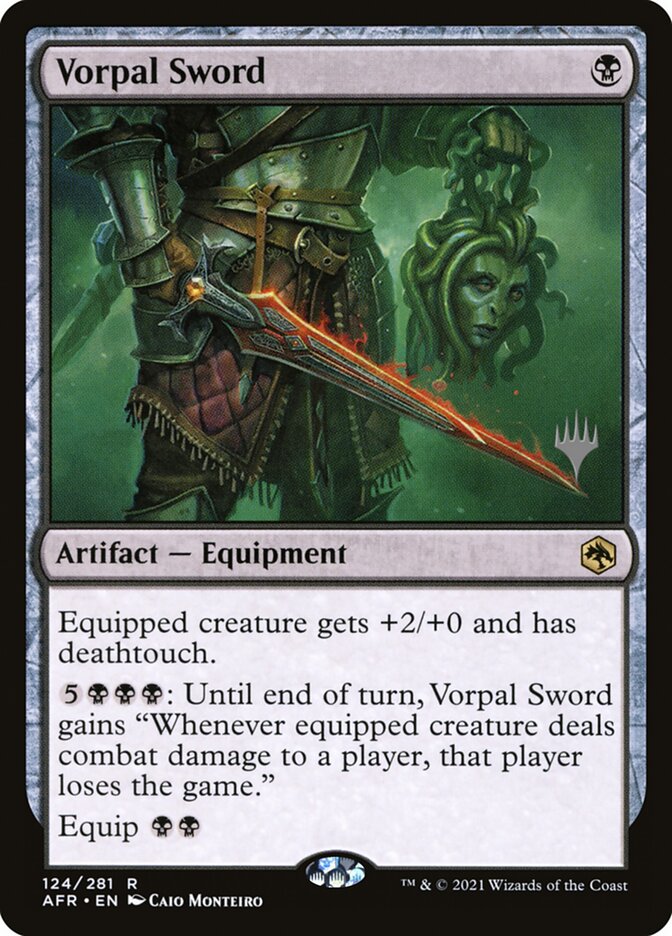 Vorpal Sword
Artifact — Equipment
Equipped creature gets +2/+0 and has
deathtouch.
5: Until end of turn, Vorpal Sword
gains “Whenever equipped creature deals
combat damage to a player, that player
loses the game.”
Equip
124/281 R
AFR • EN CAIO MONTEIRO
™ & © 2021 Wizards of the Coast